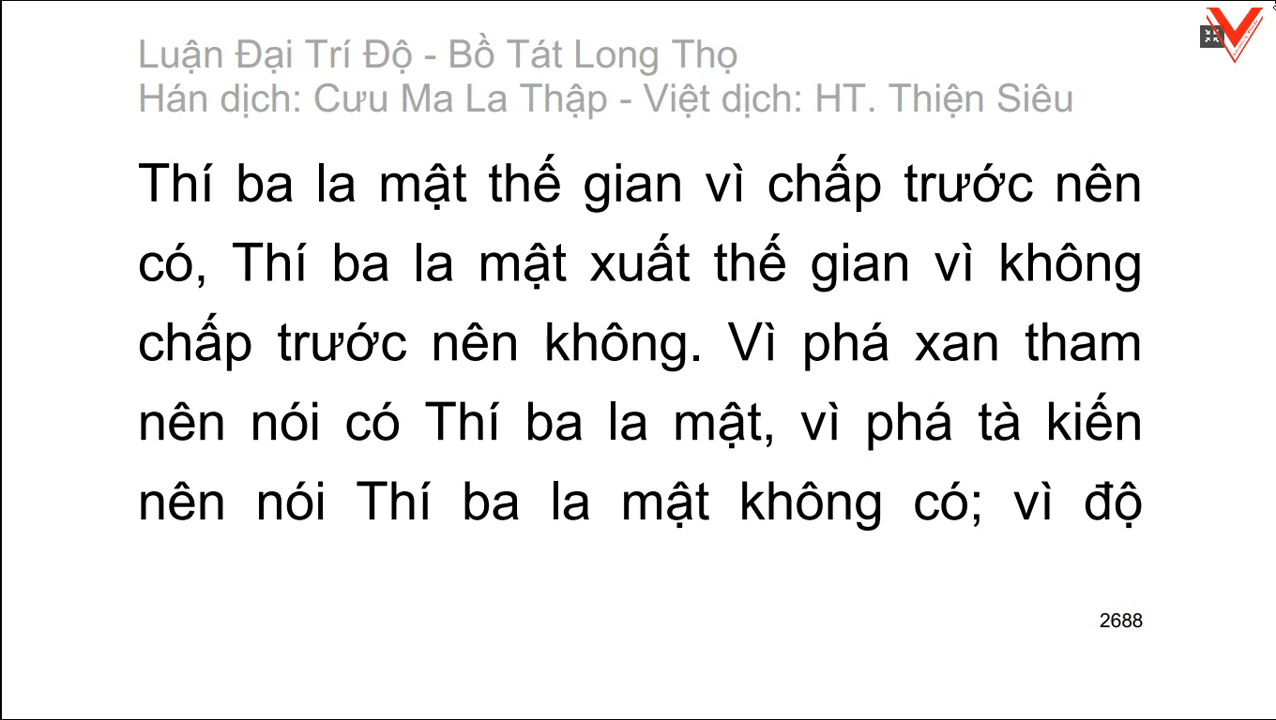 Luận Đại Trí Độ - Bồ Tát Long Thọ
Hán dịch: Cưu Ma La Thập - Việt dịch: HT. Thiện Siêu
Thí ba la mật thế gian vì chấp trước nên
có, Thí ba la mật xuất thế gian vì không
chấp trước nên không. Vì phá xan tham
nên nói có Thí ba la mật, vì phá tà kiến
nên nói Thí ba la mật không có; vì độ
2688